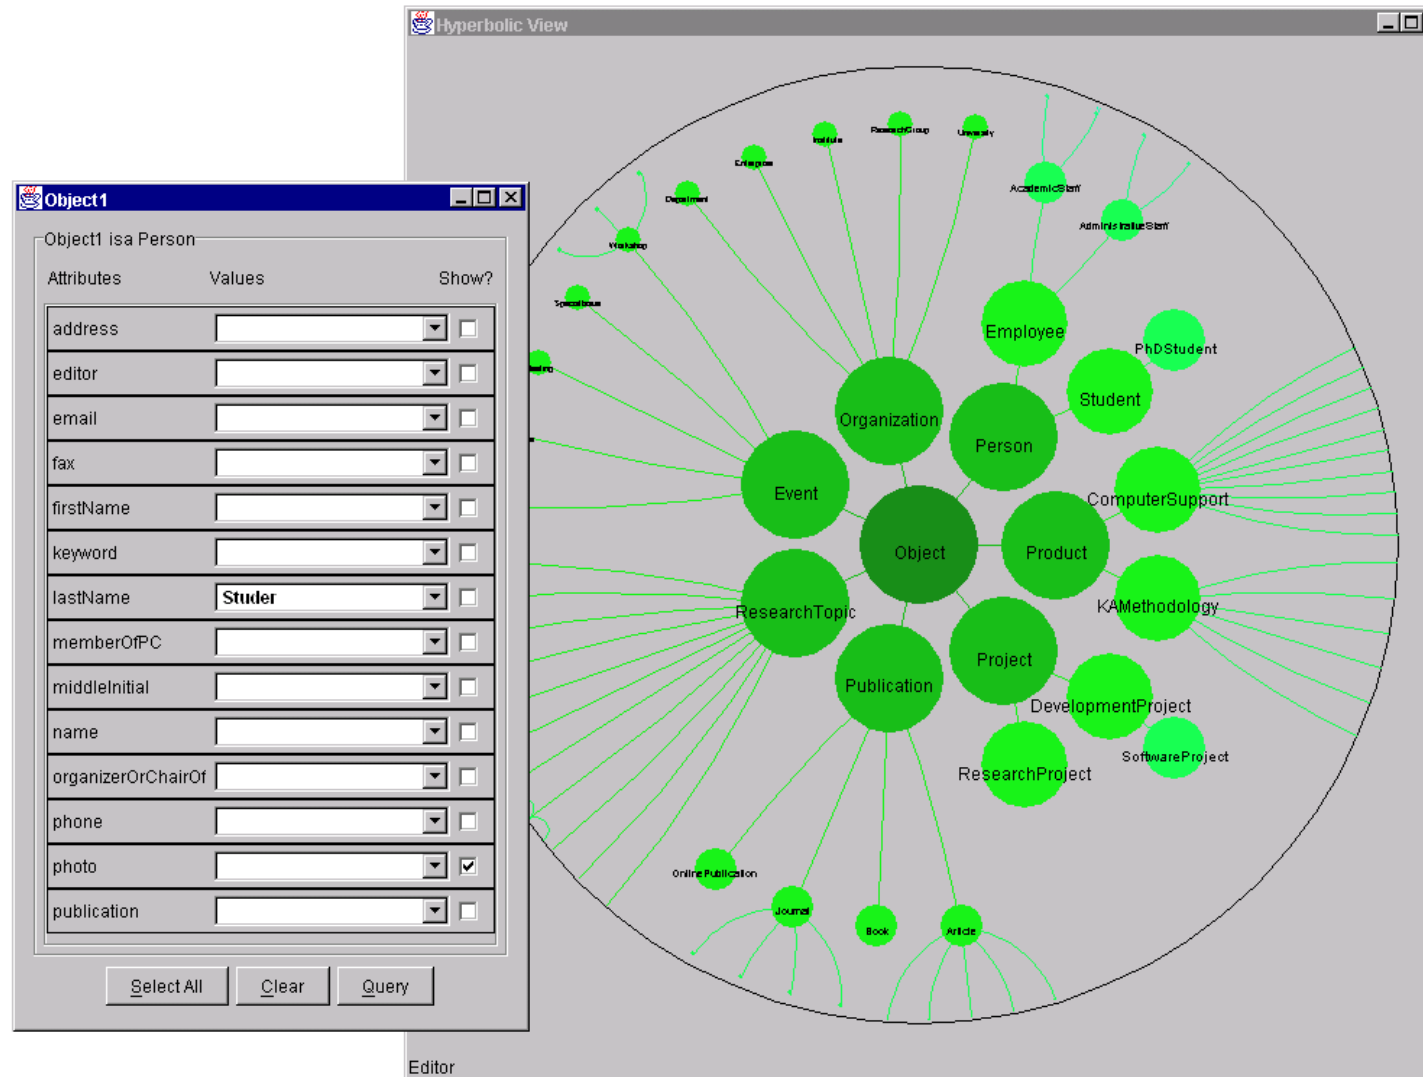 Hyperbolic View
Object1
Object1 isa Person
Attributes Values Show?
address
editor
email
fax
firstName
keyword
lastName Studer
memberOfPC
middleInitial
name
organizerOrChairOf
phone
photo
publication
Select All Clear Query
University
ResearchGroup
Institute
Enterprise
Department
Workshop
SpecialIssue
AcademicStaff
AdministrativeStaff
Employee
PhDStudent
Student
Organization
Person
Event
ComputerSupport
Object
Product
ResearchTopic
KAMethodology
Project
Publication
DevelopmentProject
SoftwareProject
ResearchProject
OnlinePublication
Journal
Book
Article
Editor